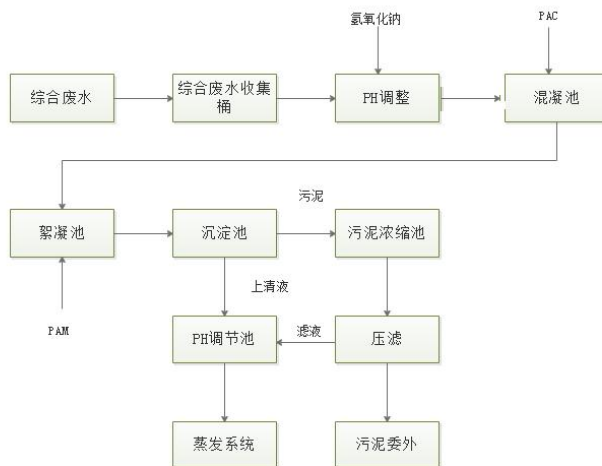 氢氧化钠
PAC
综合废水
综合废水收集
桶
PH调整
混凝池
污泥
絮凝池
沉淀池
污泥浓缩池
上清液
PAM
PH调节池
滤液
压滤
蒸发系统
污泥委外